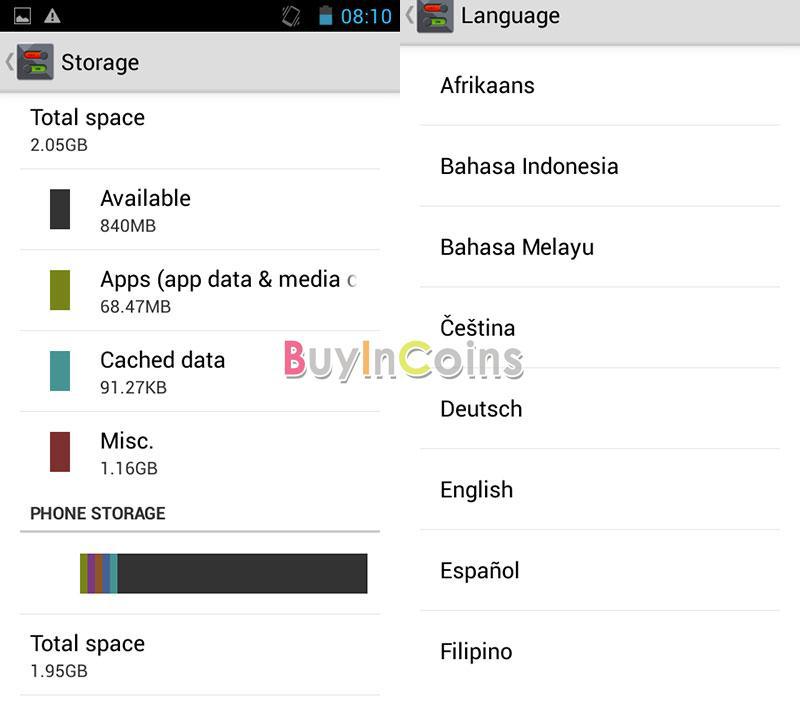 08:10
Storage
Total space
2.05GB
Available
840MB
Apps (app data & media c
68.47MB
Cached data
91.27KB
Misc.
1.16GB
PHONE STORAGE
Total space
1.95GB
Language
Afrikaans
Bahasa Indonesia
Bahasa Melayu
Čeština
Deutsch
English
Español
Filipino
BuyInCoins